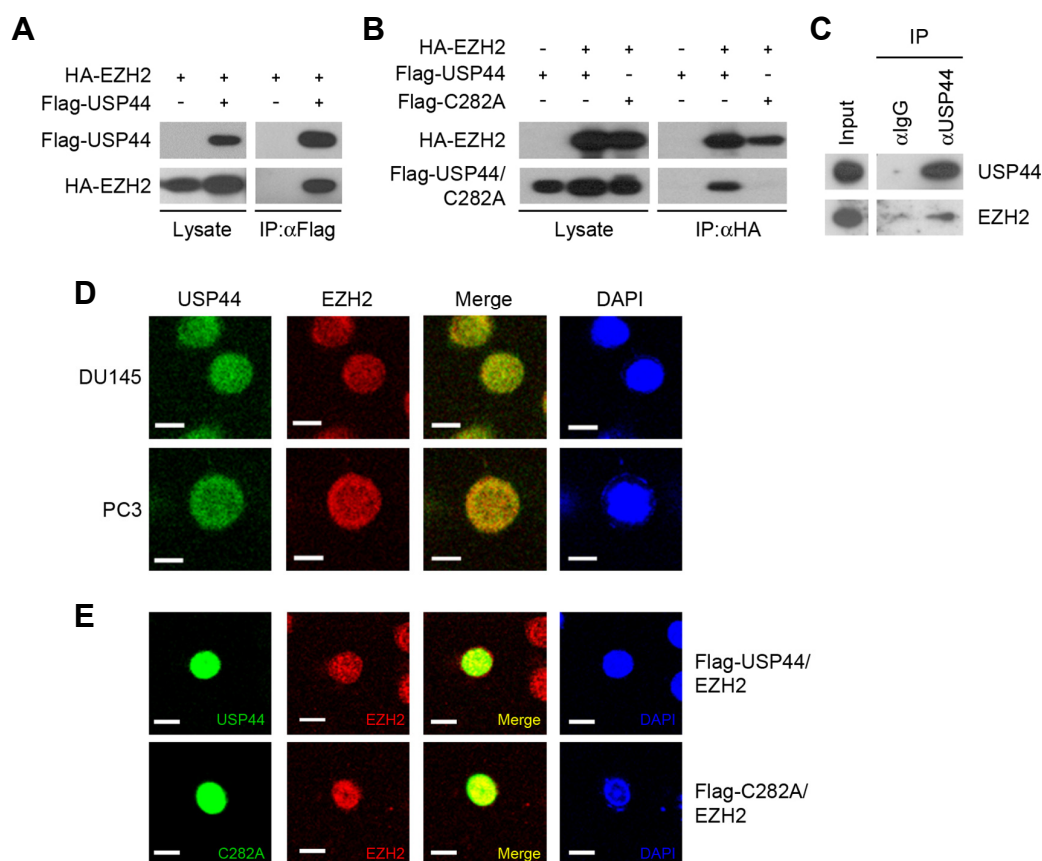 A
HA-EZH2 + + + +
Flag-USP44 - + - +
Flag-USP44
HA-EZH2
Lysate IP:αFlag
B
HA-EZH2 - + + - + +
Flag-USP44 + + - + + -
Flag-C282A - - + - - +
HA-EZH2
Flag-USP44/
C282A
Lysate IP:αHA
C
IP
Input αIgG αUSP44
USP44
EZH2
D
USP44 EZH2 Merge DAPI
DU145
PC3
E
USP44 EZH2 Merge DAPI
Flag-USP44/
EZH2
C282A EZH2 Merge DAPI
Flag-C282A/
EZH2